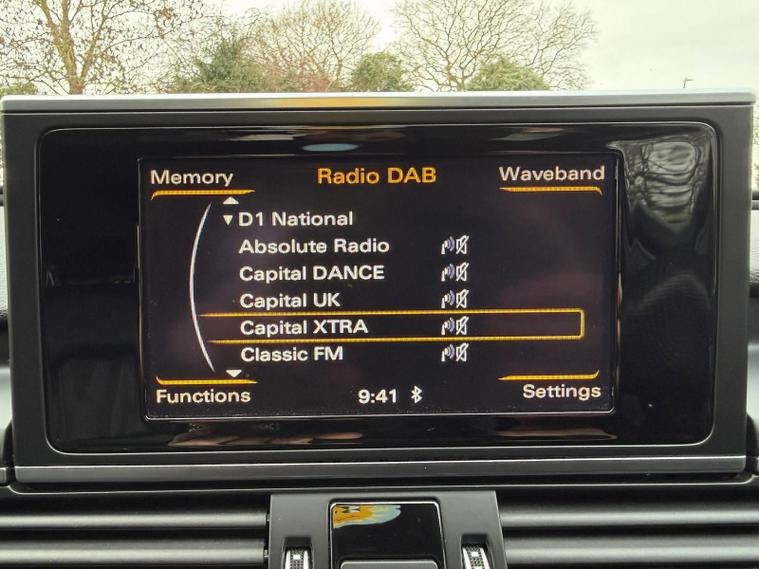 Memory Radio DAB Waveband
D1 National
Absolute Radio
Capital DANCE
Capital UK
Capital XTRA
Classic FM
Functions 9:41 Settings